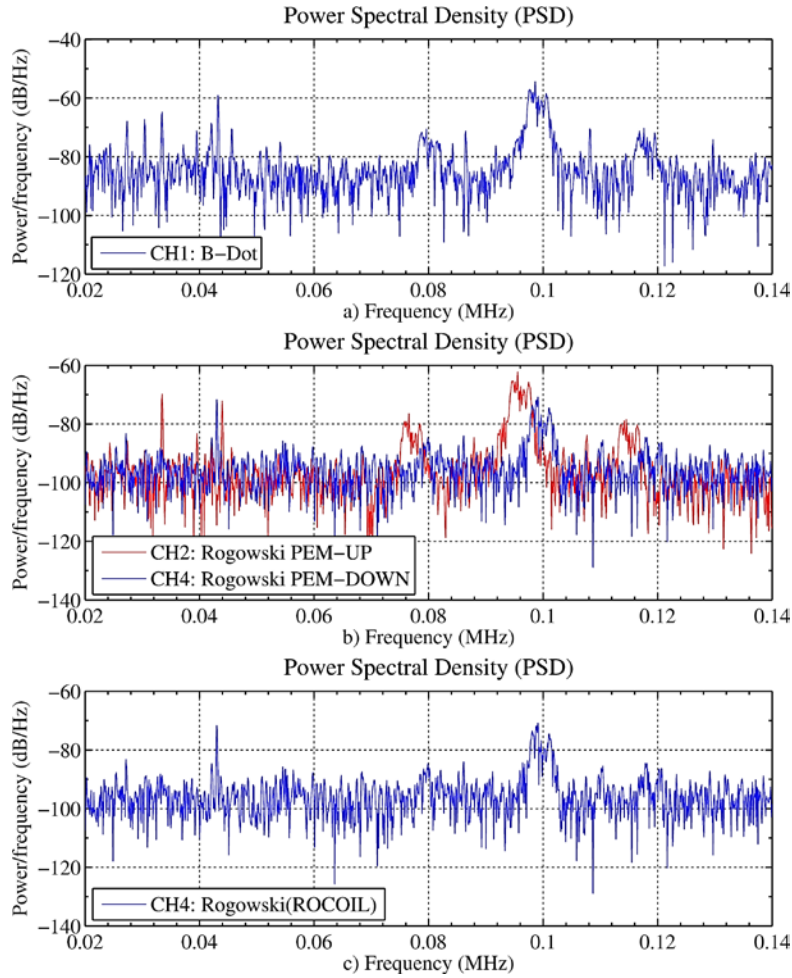 Power Spectral Density (PSD)
Power/frequency (dB/Hz)
−40
−60
−80
−100
−120
CH1: B−Dot
0.02 0.04 0.06 0.08 0.1 0.12 0.14
a) Frequency (MHz)
Power Spectral Density (PSD)
Power/frequency (dB/Hz)
−60
−80
−100
−120
−140
CH2: Rogowski PEM−UP
CH4: Rogowski PEM−DOWN
0.02 0.04 0.06 0.08 0.1 0.12 0.14
b) Frequency (MHz)
Power Spectral Density (PSD)
Power/frequency (dB/Hz)
−60
−80
−100
−120
−140
CH4: Rogowski(ROCOIL)
0.02 0.04 0.06 0.08 0.1 0.12 0.14
c) Frequency (MHz)